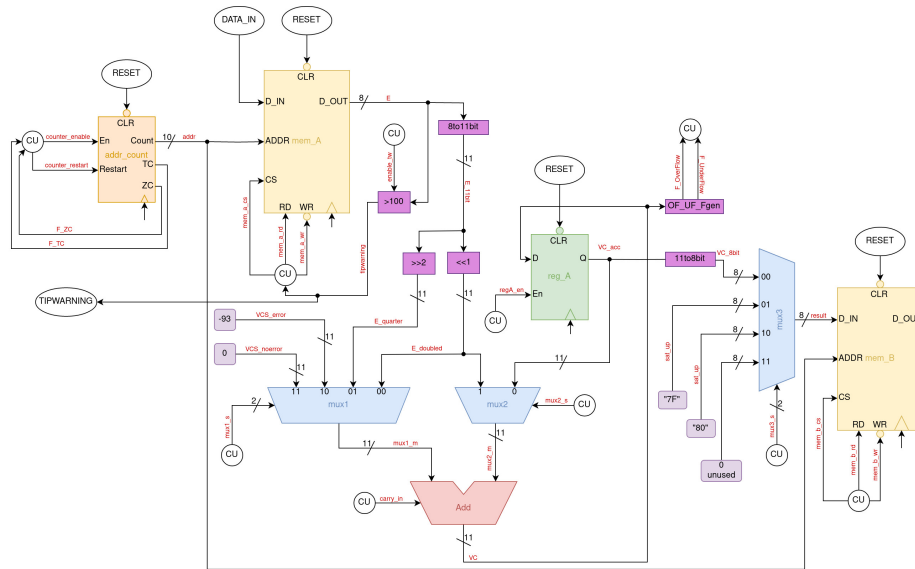 DATA_IN
RESET
RESET
CLR
D_IN
D_OUT
8
E
ADDR
mem_A
CS
RD
WR
mem_a_cs
mem_a_rd
mem_a_wr
CU
CLR
En
Count
addr_count
Restart
TC
ZC
10
addr
CU
counter_enable
counter_restart
F_ZC
F_TC
8to11bit
11
E_11bit
CU
enable_tw
>100
tipwarning
TIPWARNING
>>2
<<1
11
11
E_quarter
E_doubled
-93
VCS_error
11
0
VCS_noerror
11
11
10
01
00
mux1
mux1_s
2
CU
11
mux1_m
1
0
mux2
11
mux2_s
CU
11
mux2_m
CU
carry_in
Add
11
VC
RESET
CLR
D
Q
reg_A
En
regA_en
CU
VC_acc
CU
F_OverFlow
F_UnderFlow
OF_UF_Fgen
11to8bit
VC_8bit
8
8
8
8
00
01
10
11
mux3
sat_up
"7F"
sat_up
"80"
0
unused
mux3_s
2
CU
8
result
RESET
CLR
D_IN
D_OU
ADDR
mem_B
CS
RD
WR
mem_b_cs
mem_b_rd
mem_b_wr
CU